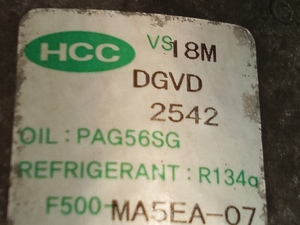 HCC VS18M
DGVD
2542
OIL : PAG56SG
REFRIGERANT : R134a
F500-MA5EA-07